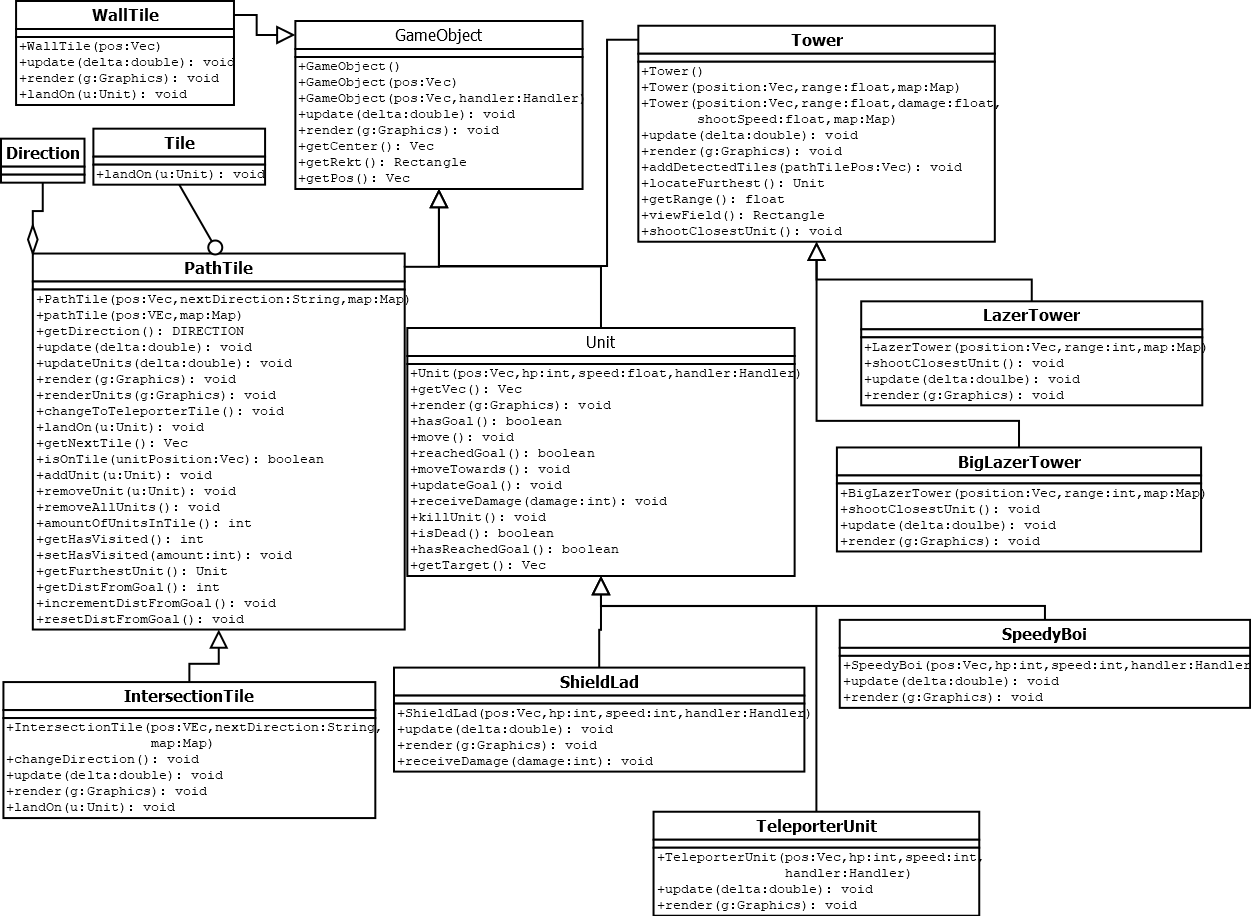 WallTile
+WallTile(pos:Vec)
+update(delta:double): void
+render(g:Graphics): void
+landOn(u:Unit): void
GameObject
+GameObject()
+GameObject(pos:Vec)
+GameObject(pos:Vec,handler:Handler)
+update(delta:double): void
+render(g:Graphics): void
+getCenter(): Vec
+getRekt(): Rectangle
+getPos(): Vec
Tower
+Tower()
+Tower(position:Vec,range:float,map:Map)
+Tower(position:Vec,range:float,damage:float,
shootSpeed:float,map:Map)
+update(delta:double): void
+render(g:Graphics): void
+addDetectedTiles(pathTilePos:Vec): void
+locateFurthest(): Unit
+getRange(): float
+viewField(): Rectangle
+shootClosestUnit(): void
Direction
Tile
+landOn(u:Unit): void
PathTile
+PathTile(pos:Vec,nextDirection:String,map:Map)
+pathTile(pos:VEc,map:Map)
+getDirection(): DIRECTION
+update(delta:double): void
+updateUnits(delta:double): void
+render(g:Graphics): void
+renderUnits(g:Graphics): void
+changeToTeleporterTile(): void
+landOn(u:Unit): void
+getNextTile(): Vec
+isOnTile(unitPosition:Vec): boolean
+addUnit(u:Unit): void
+removeUnit(u:Unit): void
+removeAllUnits(): void
+amountOfUnitsInTile(): int
+getHasVisited(): int
+setHasVisited(amount:int): void
+getFurthestUnit(): Unit
+getDistFromGoal(): int
+incrementDistFromGoal(): void
+resetDistFromGoal(): void
Unit
+Unit(pos:Vec,hp:int,speed:float,handler:Handler)
+getVec(): Vec
+render(g:Graphics): void
+hasGoal(): boolean
+move(): void
+reachedGoal(): boolean
+moveTowards(): void
+updateGoal(): void
+receiveDamage(damage:int): void
+killUnit(): void
+isDead(): boolean
+hasReachedGoal(): boolean
+getTarget(): Vec
LazerTower
+LazerTower(position:Vec,range:int,map:Map)
+shootClosestUnit(): void
+update(delta:doulbe): void
+render(g:Graphics): void
BigLazerTower
+BigLazerTower(position:Vec,range:int,map:Map)
+shootClosestUnit(): void
+update(delta:doulbe): void
+render(g:Graphics): void
IntersectionTile
+IntersectionTile(pos:VEc,nextDirection:String,
map:Map)
+changeDirection(): void
+update(delta:double): void
+render(g:Graphics): void
+landOn(u:Unit): void
ShieldLad
+ShieldLad(pos:Vec,hp:int,speed:int,handler:Handler)
+update(delta:double): void
+render(g:Graphics): void
+receiveDamage(damage:int): void
SpeedyBoi
+SpeedyBoi(pos:Vec,hp:int,speed:int,handler:Handler
+update(delta:double): void
+render(g:Graphics): void
TeleporterUnit
+TeleporterUnit(pos:Vec,hp:int,speed:int,
handler:Handler)
+update(delta:double): void
+render(g:Graphics): void